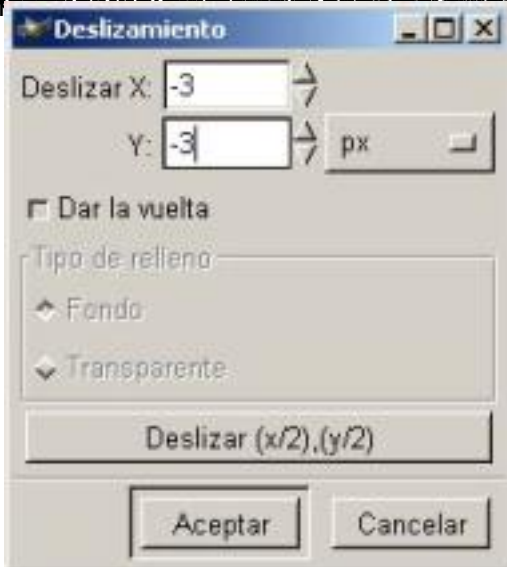 Deslizamiento
Deslizar X: -3
Y: -3 px
Dar la vuelta
Tipo de relleno
Fondo
Transparente
Deslizar (x/2),(y/2)
Aceptar Cancelar